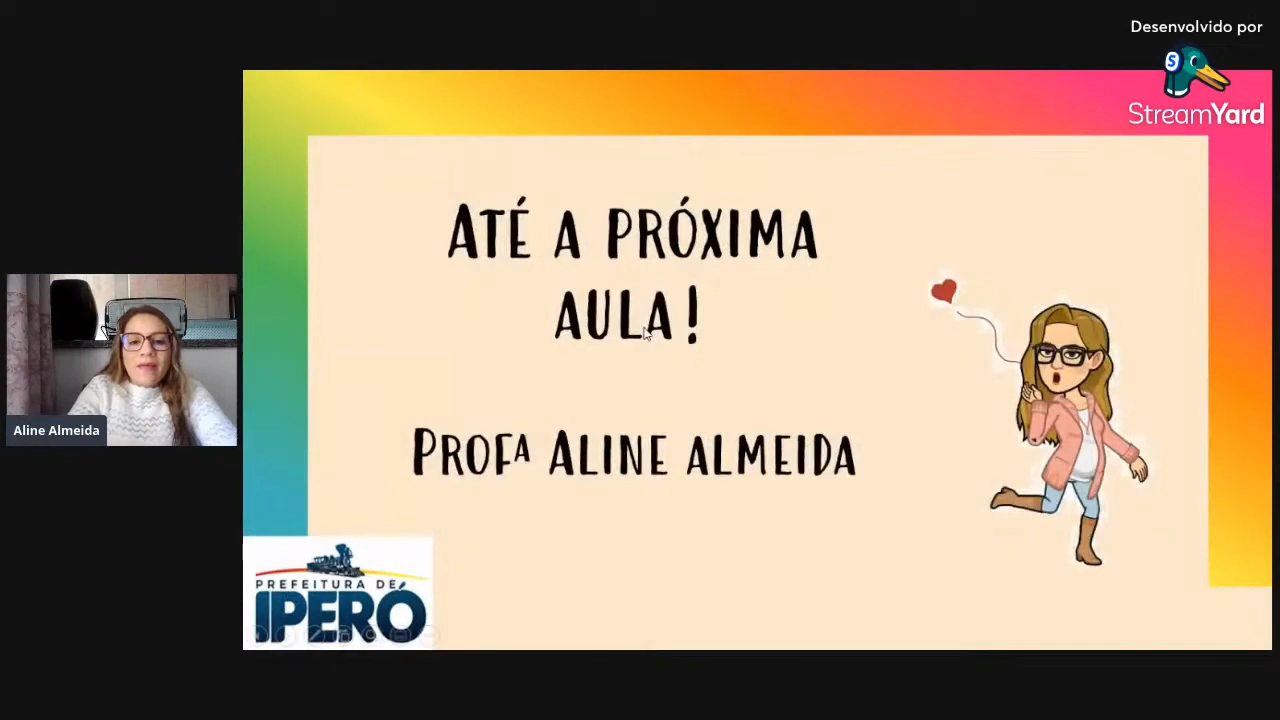 Desenvolvido por
StreamYard
ATÉ A PRÓXIMA
AULA!
PROFª ALINE ALMEIDA
Aline Almeida
PREFEITURA DE
IPERÓ